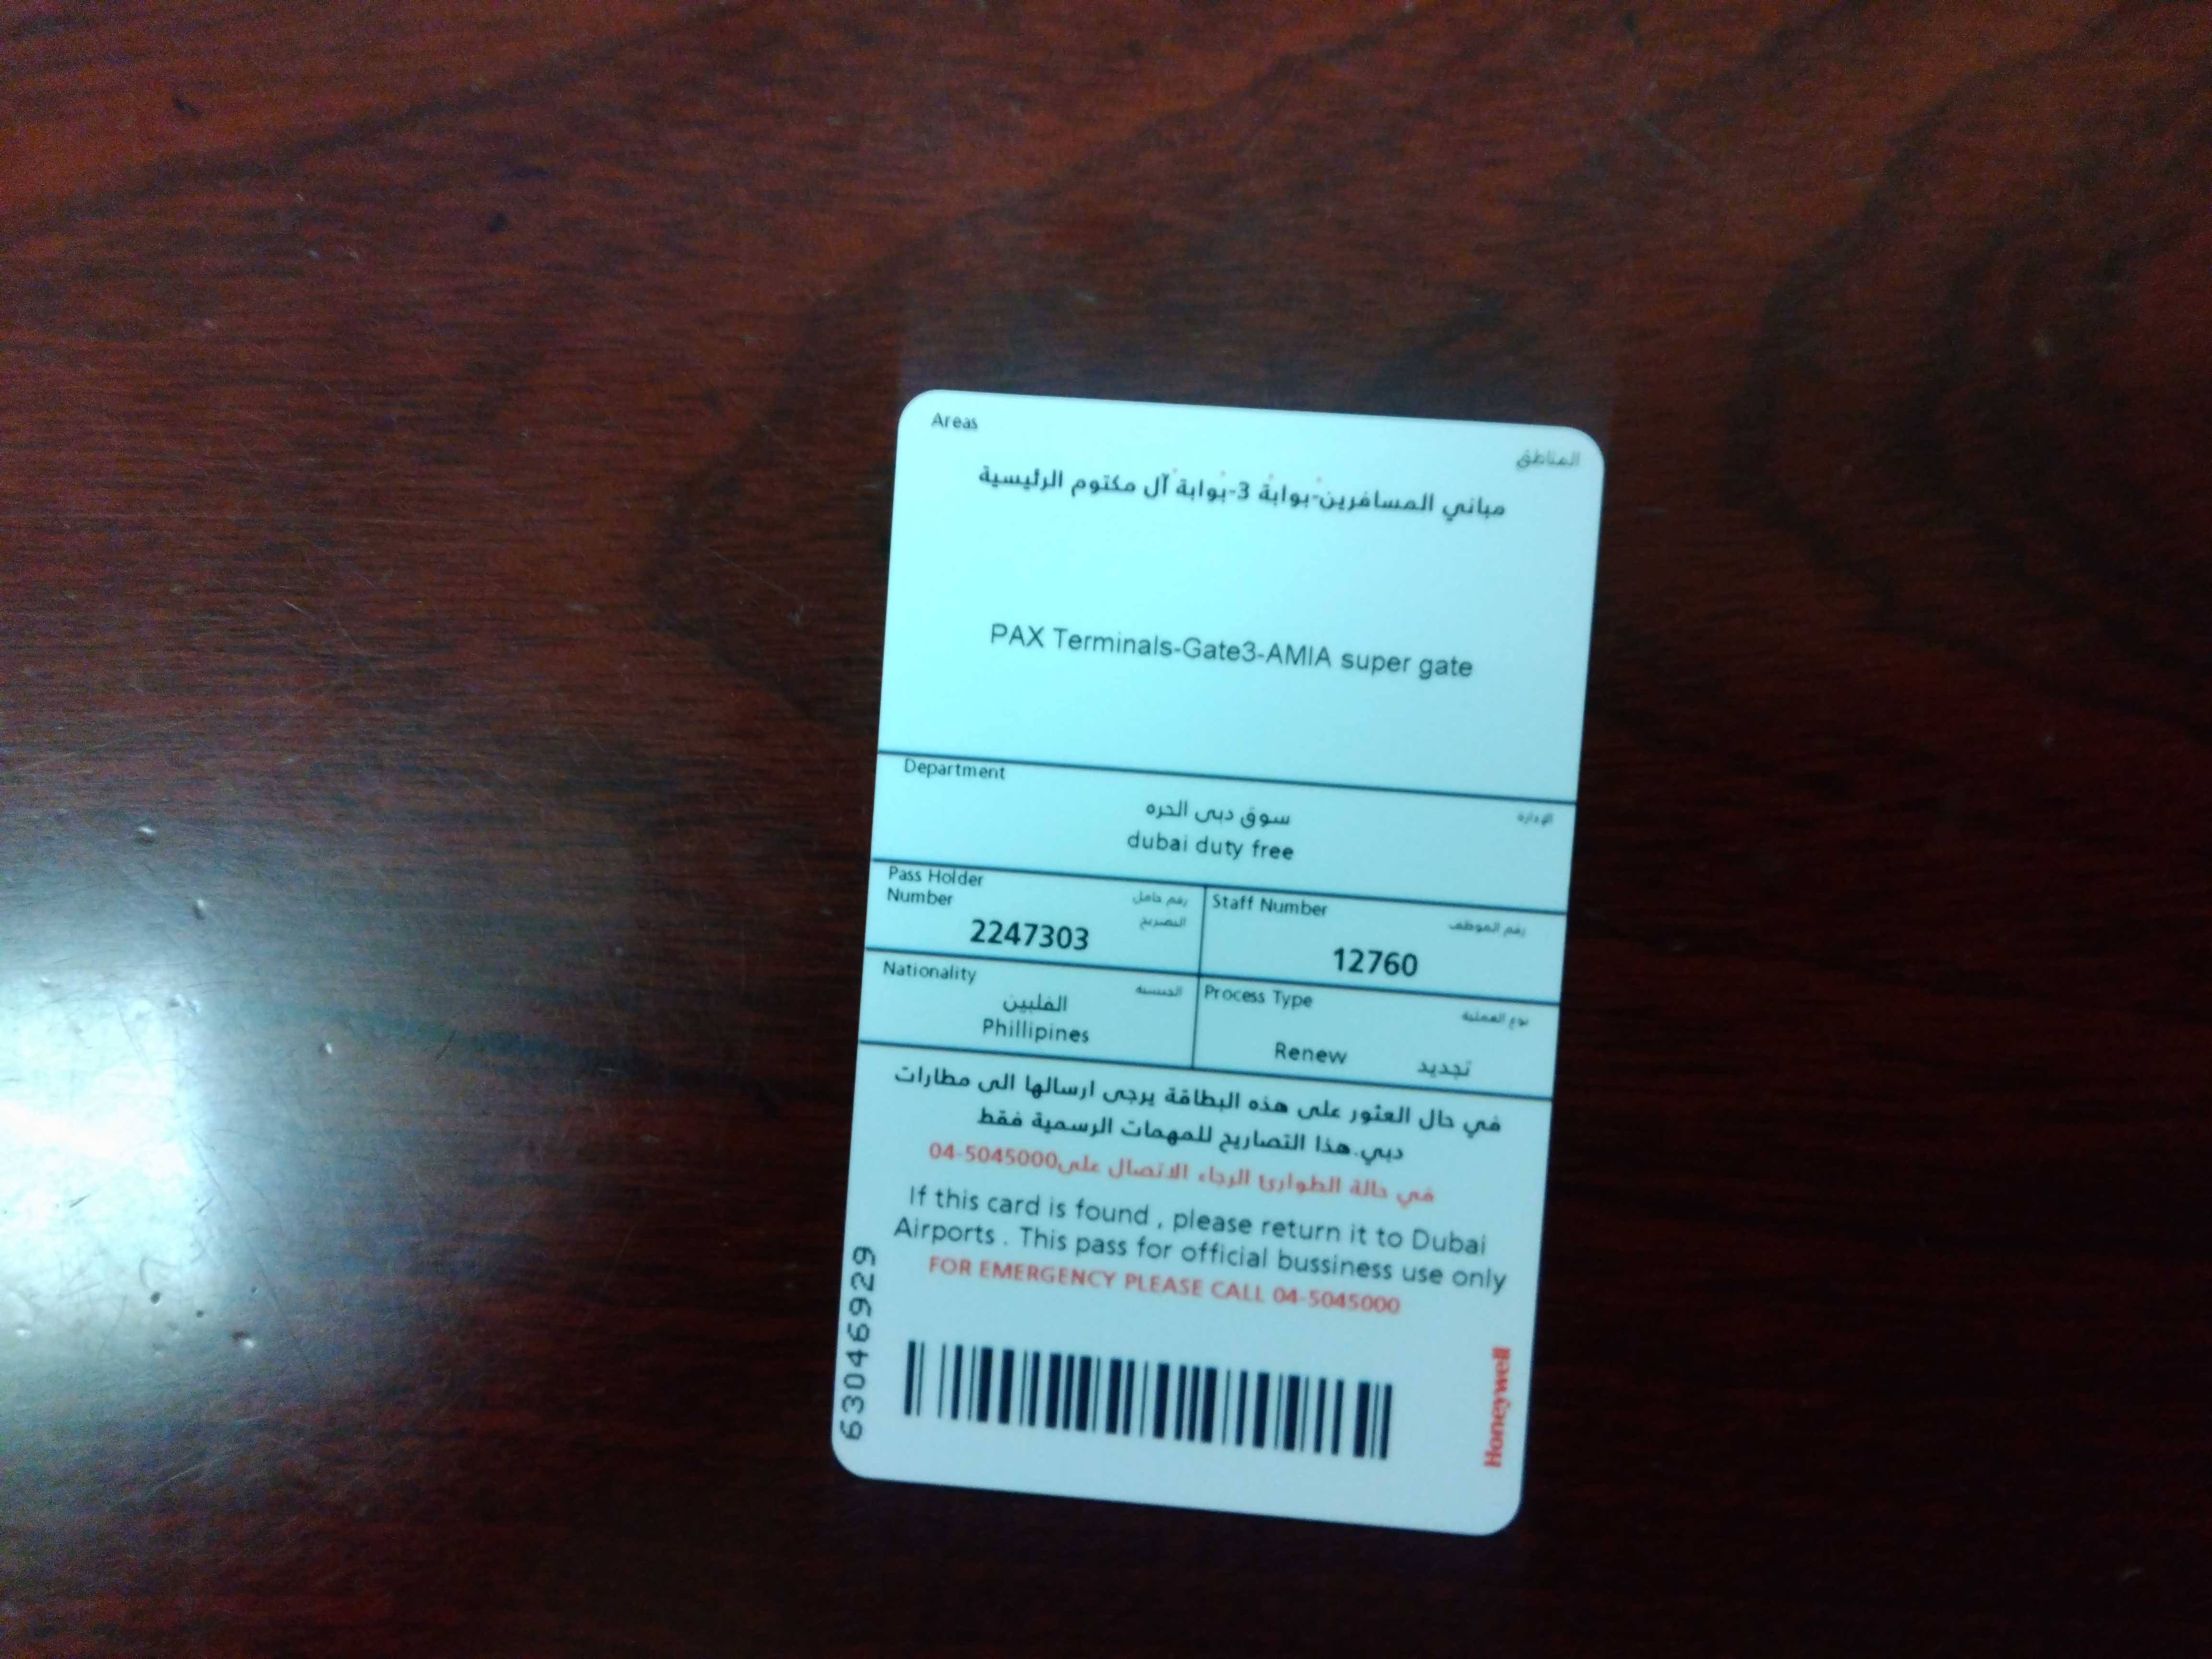 Areas
المناطق
مباني المسافرين-بوابة 3-بوابة آل مكتوم الرئيسية
PAX Terminals-Gate3-AMIA super gate
Department
الإدارة
سوق دبى الحره
dubai duty free
Pass Holder
Number
رقم حامل
التصريح
2247303
Staff Number
رقم الموظف
12760
Nationality
الجنسية
الفلبين
Phillipines
Process Type
نوع العملية
Renew تجديد
في حال العثور على هذه البطاقة يرجى ارسالها الى مطارات
دبي.هذا التصاريح للمهمات الرسمية فقط
في حالة الطوارئ الرجاء الاتصال على04-5045000
If this card is found , please return it to Dubai
Airports . This pass for official bussiness use only
FOR EMERGENCY PLEASE CALL 04-5045000
63046929
Honeywell